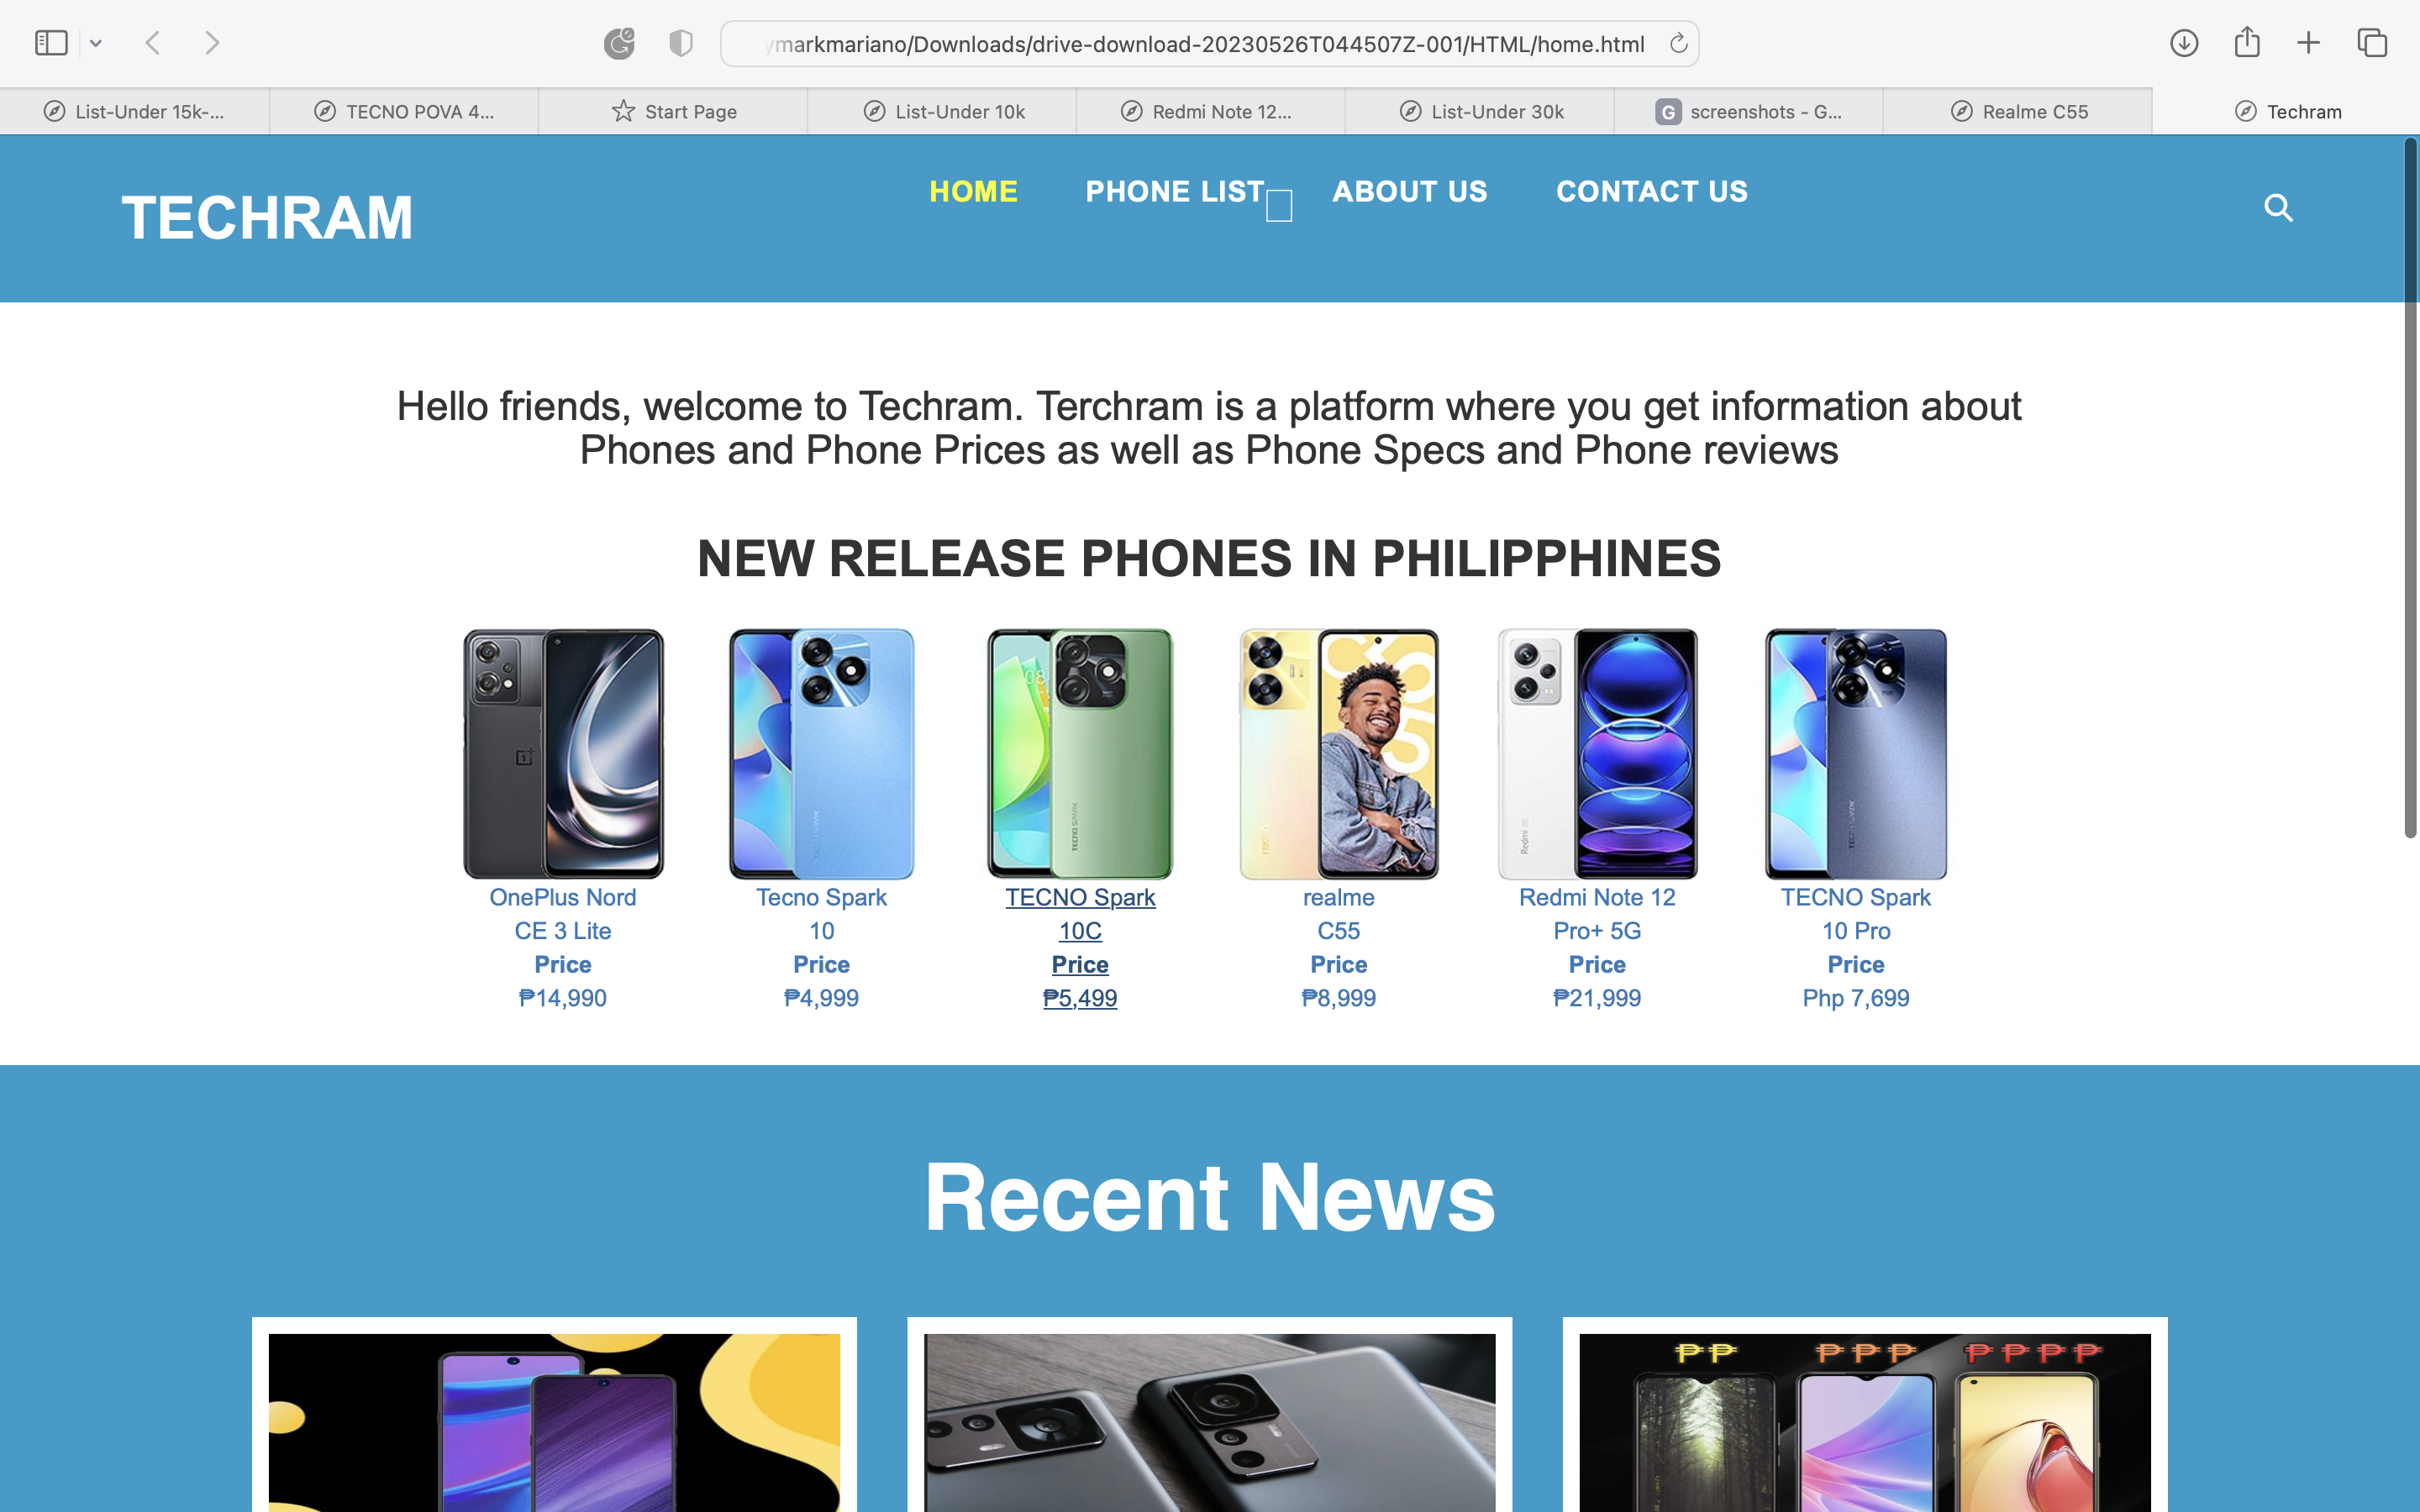 ymarkmariano/Downloads/drive-download-20230526T044507Z-001/HTML/home.html
List-Under 15k-...
TECNO POVA 4...
Start Page
List-Under 10k
Redmi Note 12...
List-Under 30k
G screenshots - G...
Realme C55
Techram
TECHRAM
HOME
PHONE LIST
ABOUT US
CONTACT US
Hello friends, welcome to Techram. Terchram is a platform where you get information about
Phones and Phone Prices as well as Phone Specs and Phone reviews
NEW RELEASE PHONES IN PHILIPPHINES
OnePlus Nord
CE 3 Lite
Price
₱14,990
Tecno Spark
10
Price
₱4,999
TECNO Spark
10C
Price
₱5,499
realme
C55
Price
₱8,999
Redmi Note 12
Pro+ 5G
Price
₱21,999
TECNO Spark
10 Pro
Price
Php 7,699
Recent News
₱₱
₱₱₱
₱₱₱₱